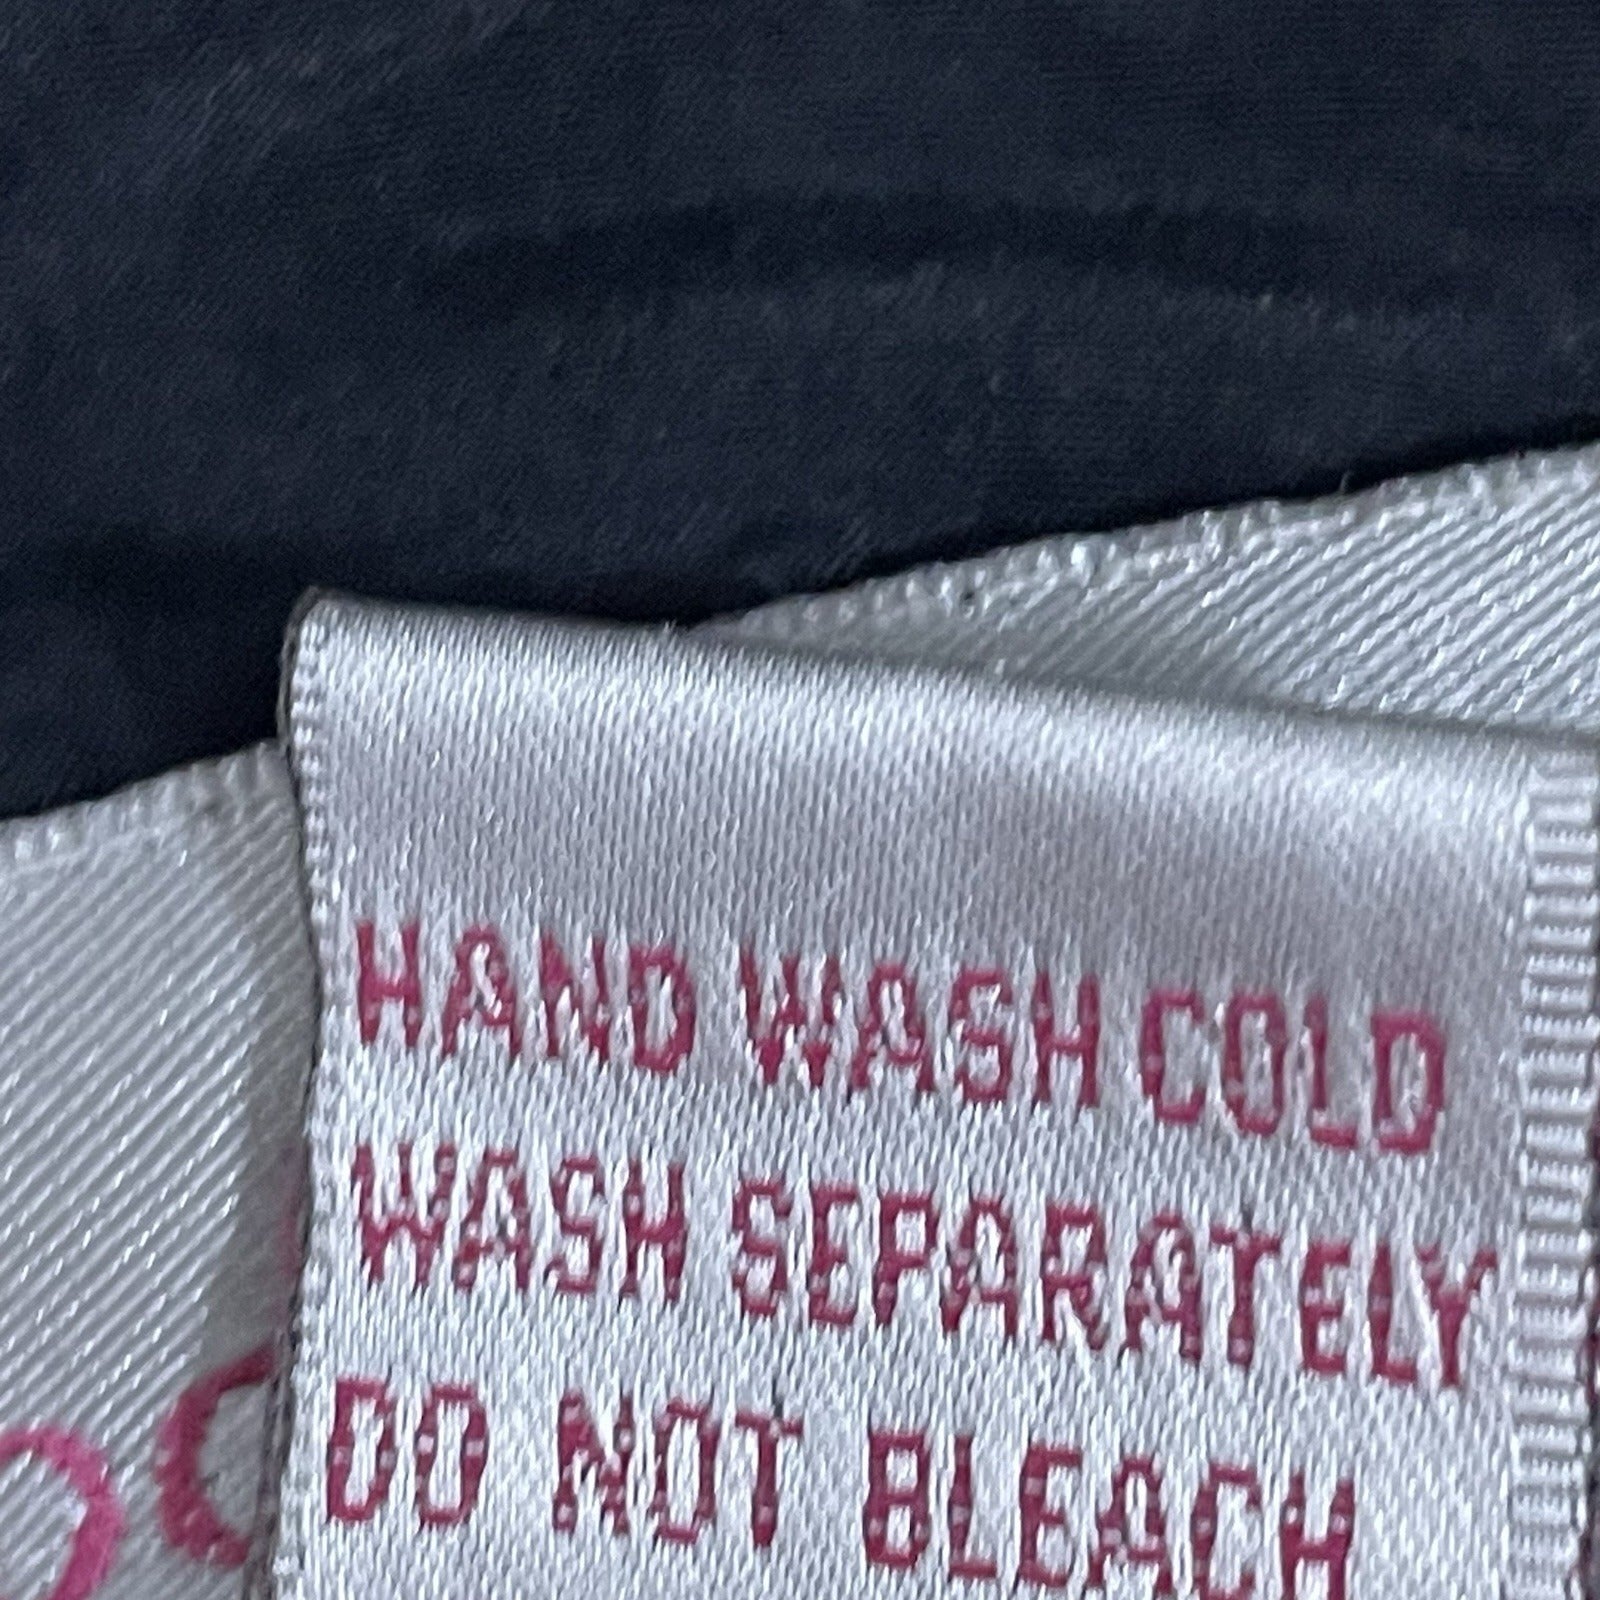 HAND WASH COLD
WASH SEPARATELY
DO NOT BLEACH